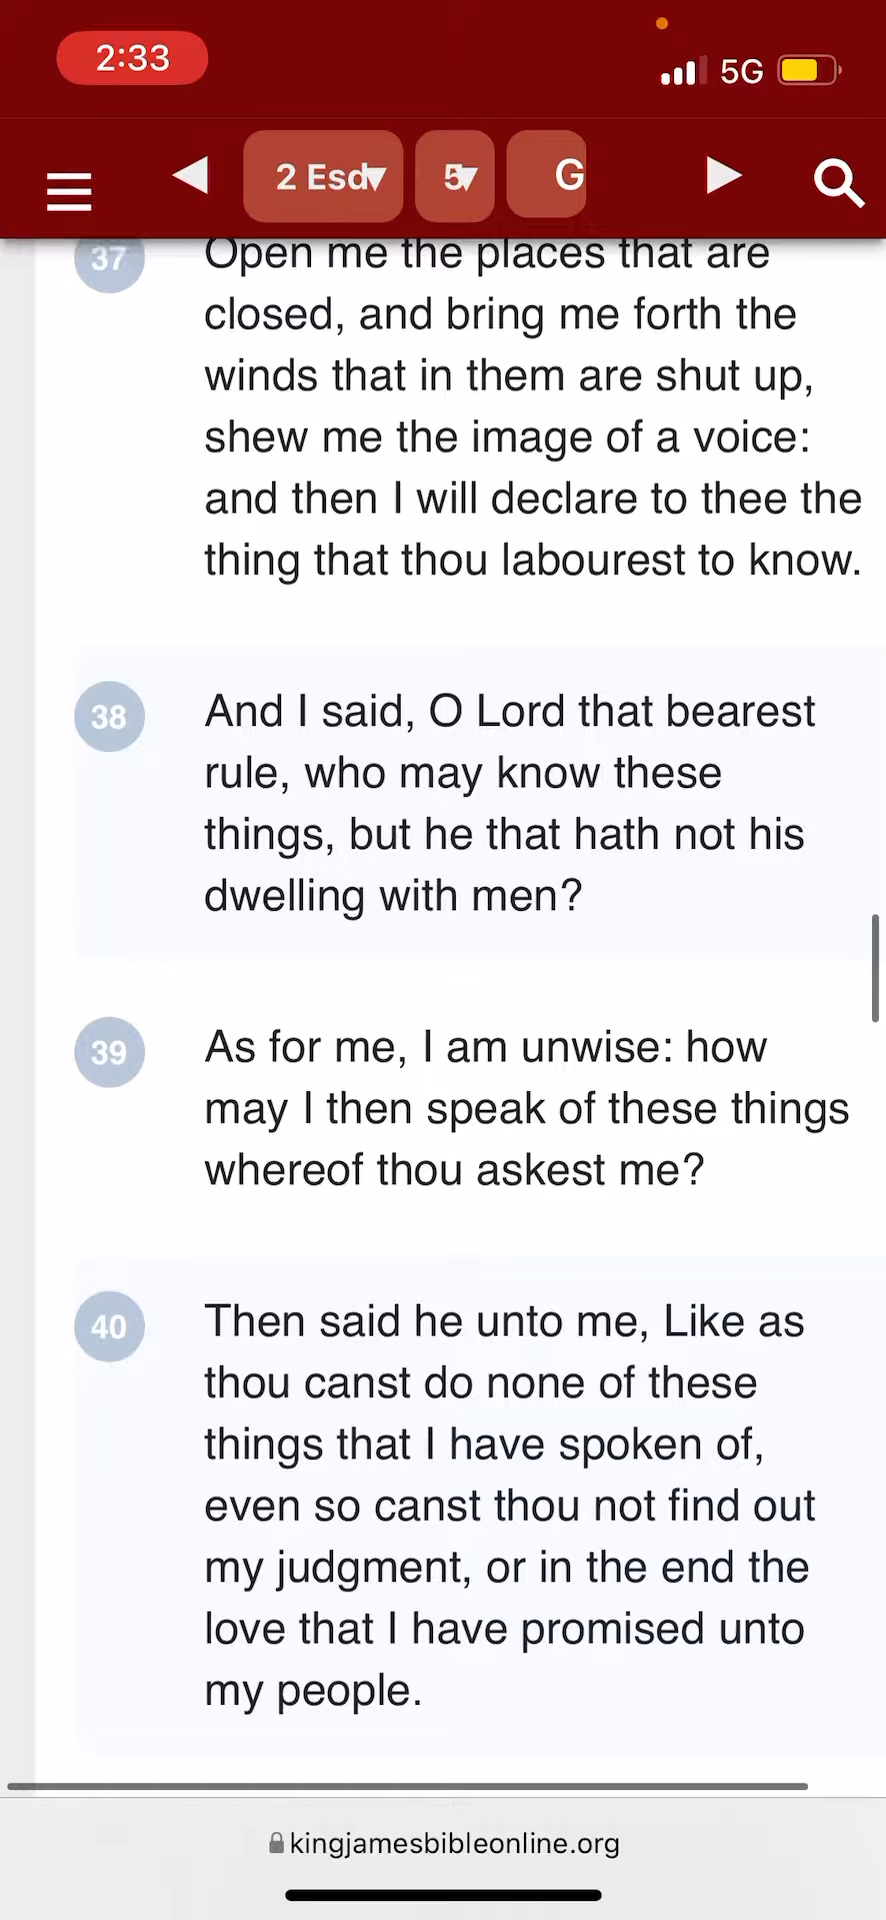 2:33
5G
2 Esd
5
G
37
Open me the places that are
closed, and bring me forth the
winds that in them are shut up,
shew me the image of a voice:
and then I will declare to thee the
thing that thou labourest to know.
38
And I said, O Lord that bearest
rule, who may know these
things, but he that hath not his
dwelling with men?
39
As for me, I am unwise: how
may I then speak of these things
whereof thou askest me?
40
Then said he unto me, Like as
thou canst do none of these
things that I have spoken of,
even so canst thou not find out
my judgment, or in the end the
love that I have promised unto
my people.
kingjamesbibleonline.org